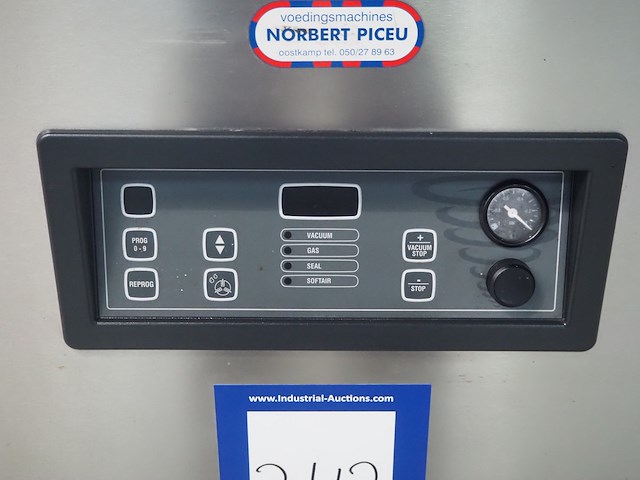 voedingsmachines
NORBERT PICEU
oostkamp tel. 050/27 89 63
PROG
0 - 9
REPROG
VACUUM
GAS
SEAL
SOFTAIR
+
VACUUM
STOP
-
STOP
www.Industrial-Auctions.com